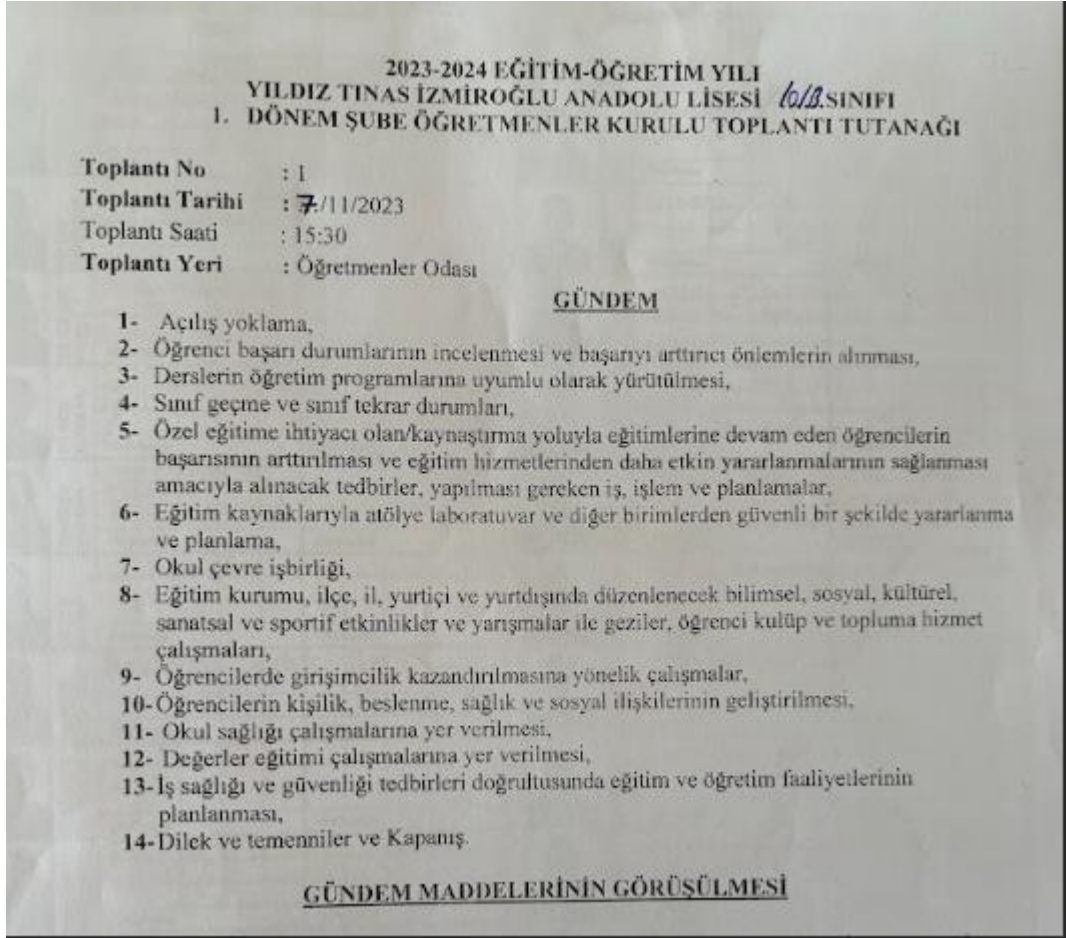 2023-2024 EĞİTİM-ÖĞRETİM YILI
YILDIZ TINAS İZMİROĞLU ANADOLU LİSESİ 10/B.SINIFI
1. DÖNEM ŞUBE ÖĞRETMENLER KURULU TOPLANTI TUTANAĞI
Toplantı No : 1
Toplantı Tarihi : 7./11/2023
Toplantı Saati : 15:30
Toplantı Yeri : Öğretmenler Odası
GÜNDEM
1- Açılış yoklama,
2- Öğrenci başarı durumlarının incelenmesi ve başarıyı arttırıcı önlemlerin alınması,
3- Derslerin öğretim programlarına uyumlu olarak yürütülmesi,
4- Sınıf geçme ve sınıf tekrar durumları,
5- Özel eğitime ihtiyacı olan/kaynaştırma yoluyla eğitimlerine devam eden öğrencilerin
başarısının arttırılması ve eğitim hizmetlerinden daha etkin yararlanmalarının sağlanması
amacıyla alınacak tedbirler, yapılması gereken iş, işlem ve planlamalar,
6- Eğitim kaynaklarıyla atölye laboratuvar ve diğer birimlerden güvenli bir şekilde yararlanma
ve planlama,
7- Okul çevre işbirliği,
8- Eğitim kurumu, ilçe, il, yurtiçi ve yurtdışında düzenlenecek bilimsel, sosyal, kültürel,
sanatsal ve sportif etkinlikler ve yarışmalar ile geziler, öğrenci kulüp ve topluma hizmet
çalışmaları,
9- Öğrencilerde girişimcilik kazandırılmasına yönelik çalışmalar,
10- Öğrencilerin kişilik, beslenme, sağlık ve sosyal ilişkilerinin geliştirilmesi,
11- Okul sağlığı çalışmalarına yer verilmesi,
12- Değerler eğitimi çalışmalarına yer verilmesi,
13- İş sağlığı ve güvenliği tedbirleri doğrultusunda eğitim ve öğretim faaliyetlerinin
planlanması,
14- Dilek ve temenniler ve Kapanış.
GÜNDEM MADDELERİNİN GÖRÜŞÜLMESİ